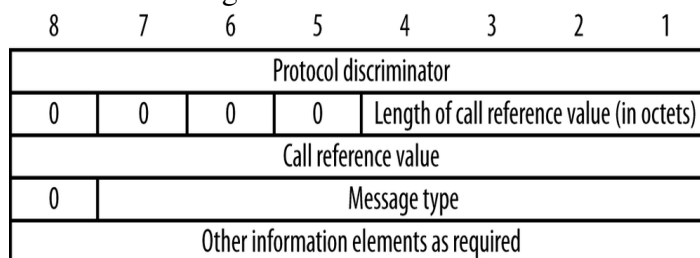 8 7 6 5 4 3 2 1
Protocol discriminator
0 0 0 0 Length of call reference value (in octets)
Call reference value
0 Message type
Other information elements as required